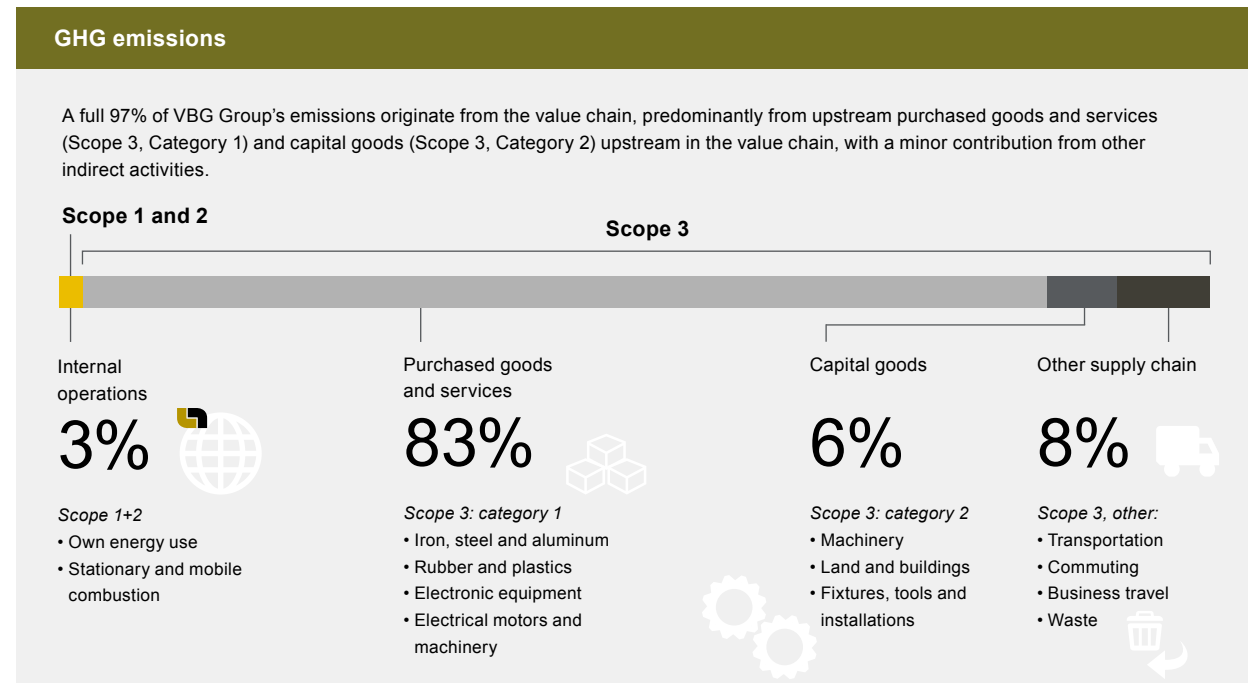 GHG emissions
A full 97% of VBG Group's emissions originate from the value chain, predominantly from upstream purchased goods and services
(Scope 3, Category 1) and capital goods (Scope 3, Category 2) upstream in the value chain, with a minor contribution from other
indirect activities.
Scope 1 and 2
Scope 3
Internal
operations
3%
Scope 1+2
• Own energy use
• Stationary and mobile
combustion
Purchased goods
and services
83%
Scope 3: category 1
• Iron, steel and aluminum
• Rubber and plastics
• Electronic equipment
• Electrical motors and
machinery
Capital goods
6%
Scope 3: category 2
• Machinery
• Land and buildings
• Fixtures, tools and
installations
Other supply chain
8%
Scope 3, other:
• Transportation
• Commuting
• Business travel
• Waste